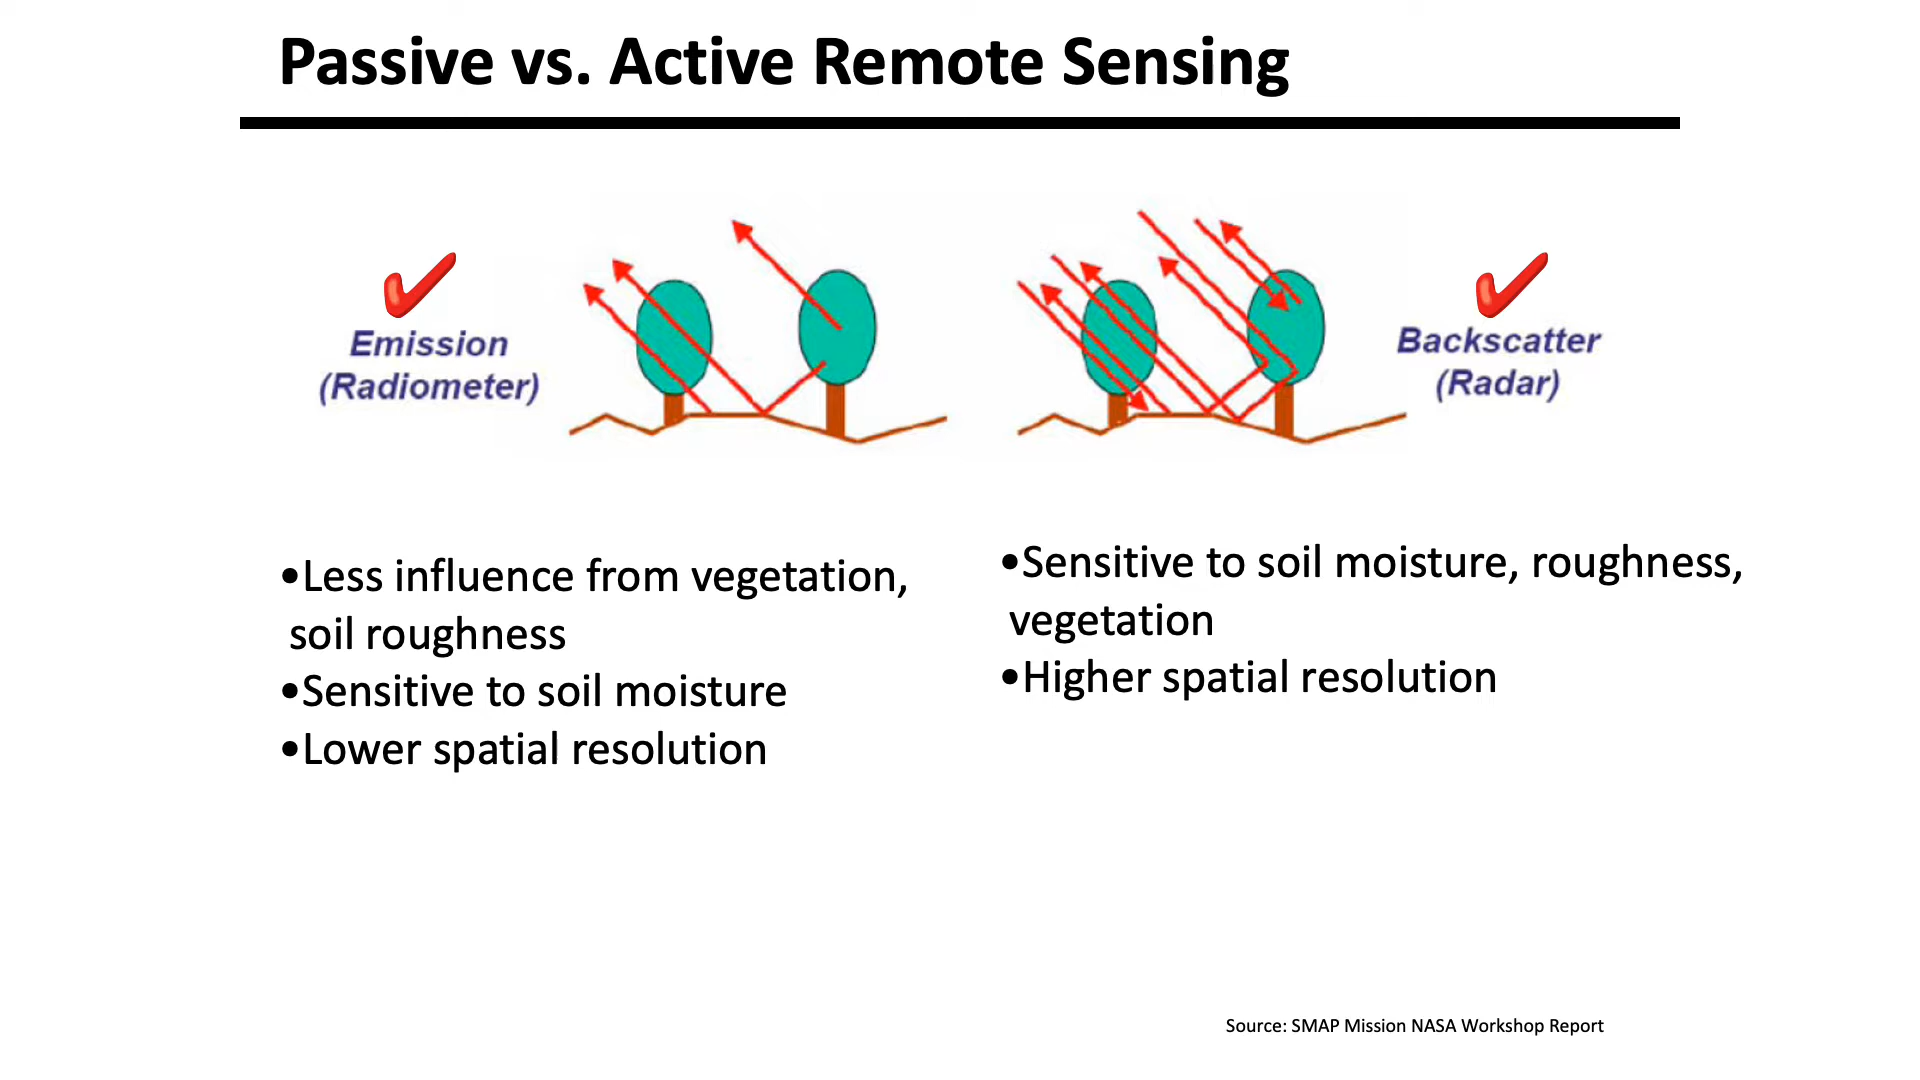 Passive vs. Active Remote Sensing
Emission
(Radiometer)
Backscatter
(Radar)
•Less influence from vegetation,
soil roughness
•Sensitive to soil moisture
•Lower spatial resolution
•Sensitive to soil moisture, roughness,
vegetation
•Higher spatial resolution
Source: SMAP Mission NASA Workshop Report